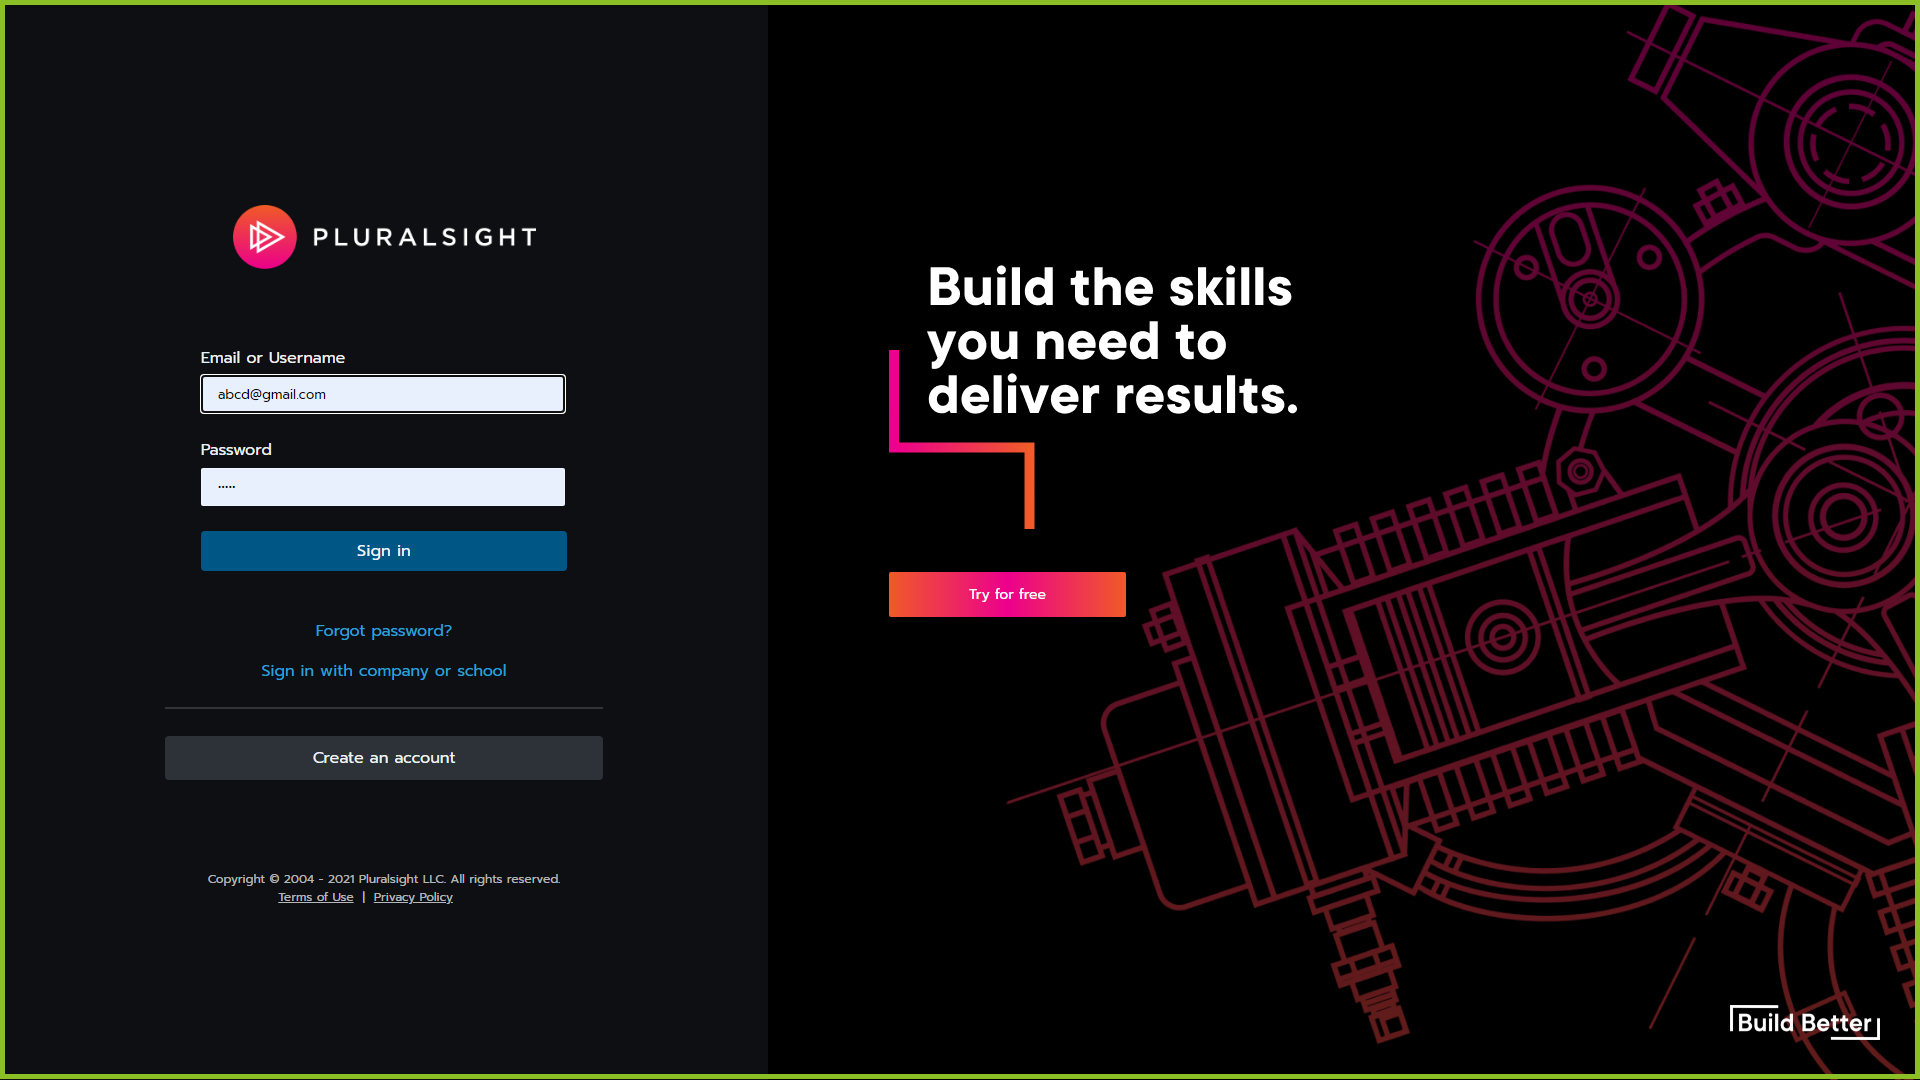 PLURALSIGHT
Email or Username
abcd@gmail.com
Password
•••••
Sign in
Forgot password?
Sign in with company or school
Create an account
Copyright © 2004 - 2021 Pluralsight LLC. All rights reserved.
Terms of Use | Privacy Policy
Build the skills
you need to
deliver results.
Try for free
Build Better